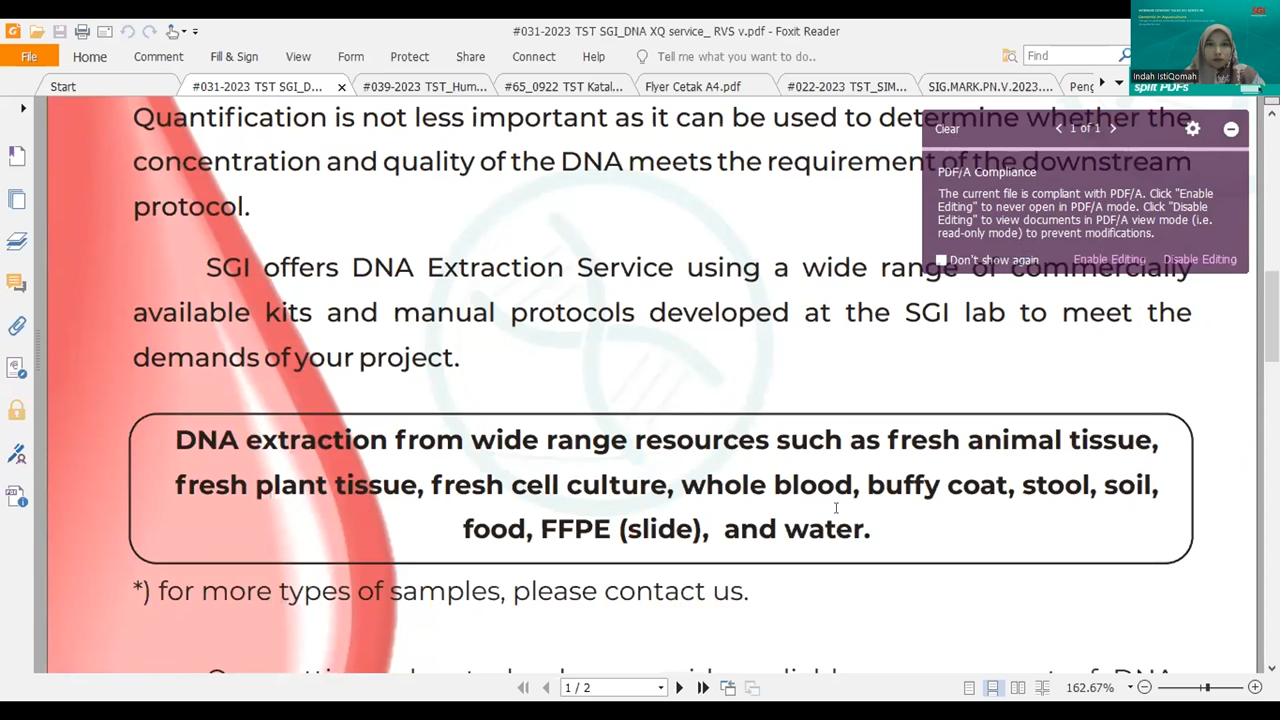 #031-2023 TST SGI_DNA XQ service_ RVS v.pdf - Foxit Reader
File Home Comment Fill & Sign View Form Protect Share Connect Help Tell me what you want to do.. Find
Start #031-2023 TST SGI_D... #039-2023 TST_Hum... #65_0922 TST Katal... Flyer Cetak A4.pdf #022-2023 TST_SIM... SIG.MARK.PN.V.2023.... Peng
Genomic in Aquaculture
SGI
Indah IstiQomah
split PDFs
Clear 1 of 1
PDF/A Compliance
The current file is compliant with PDF/A. Click "Enable
Editing" to never open in PDF/A mode. Click "Disable
Editing" to view documents in PDF/A view mode (i.e.
read-only mode) to prevent modifications.
Don't show again Enable Editing Disable Editing
Quantification is not less important as it can be used to determine whether the
concentration and quality of the DNA meets the requirement of the downstream
protocol.
SGI offers DNA Extraction Service using a wide range of commercially
available kits and manual protocols developed at the SGI lab to meet the
demands of your project.
DNA extraction from wide range resources such as fresh animal tissue,
fresh plant tissue, fresh cell culture, whole blood, buffy coat, stool, soil,
food, FFPE (slide), and water.
*) for more types of samples, please contact us.
1 / 2 162.67%